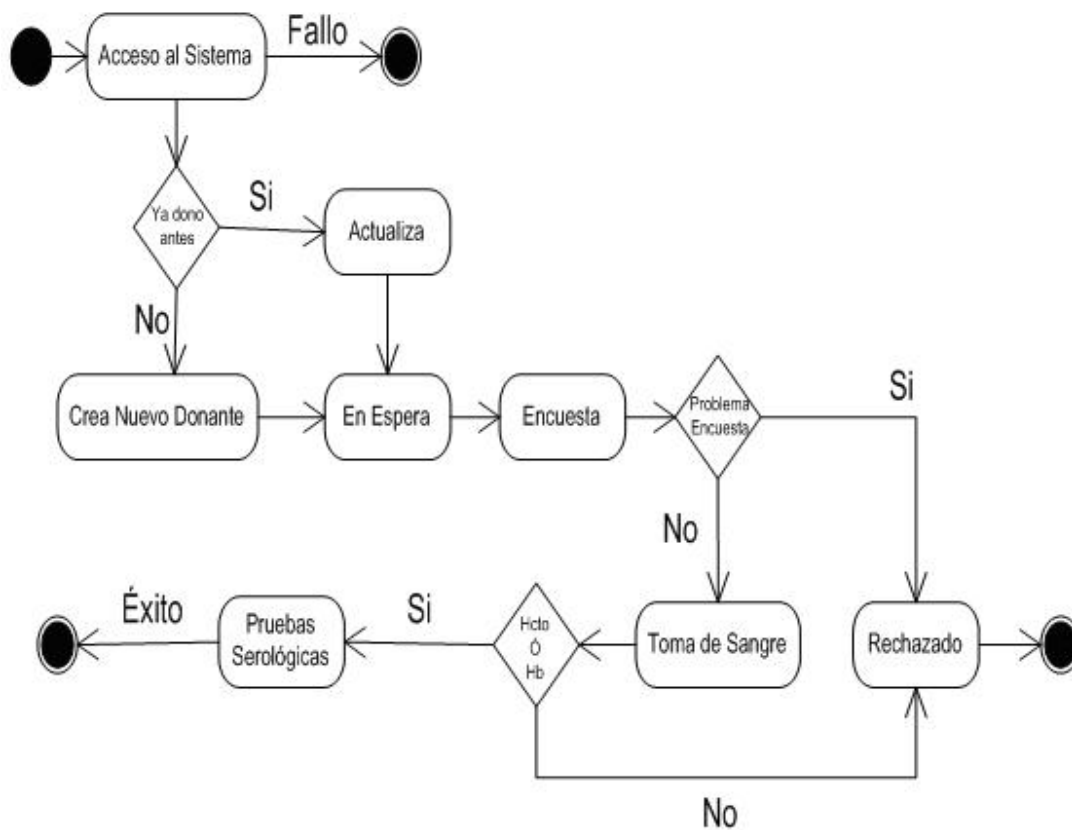 Fallo
Acceso al Sistema
Si
Ya dono
antes
Actualiza
No
Crea Nuevo Donante
En Espera
Encuesta
Problema
Encuesta
Si
No
Éxito
Pruebas
Serológicas
Si
Hcto
Ó
Hb
Toma de Sangre
Rechazado
No